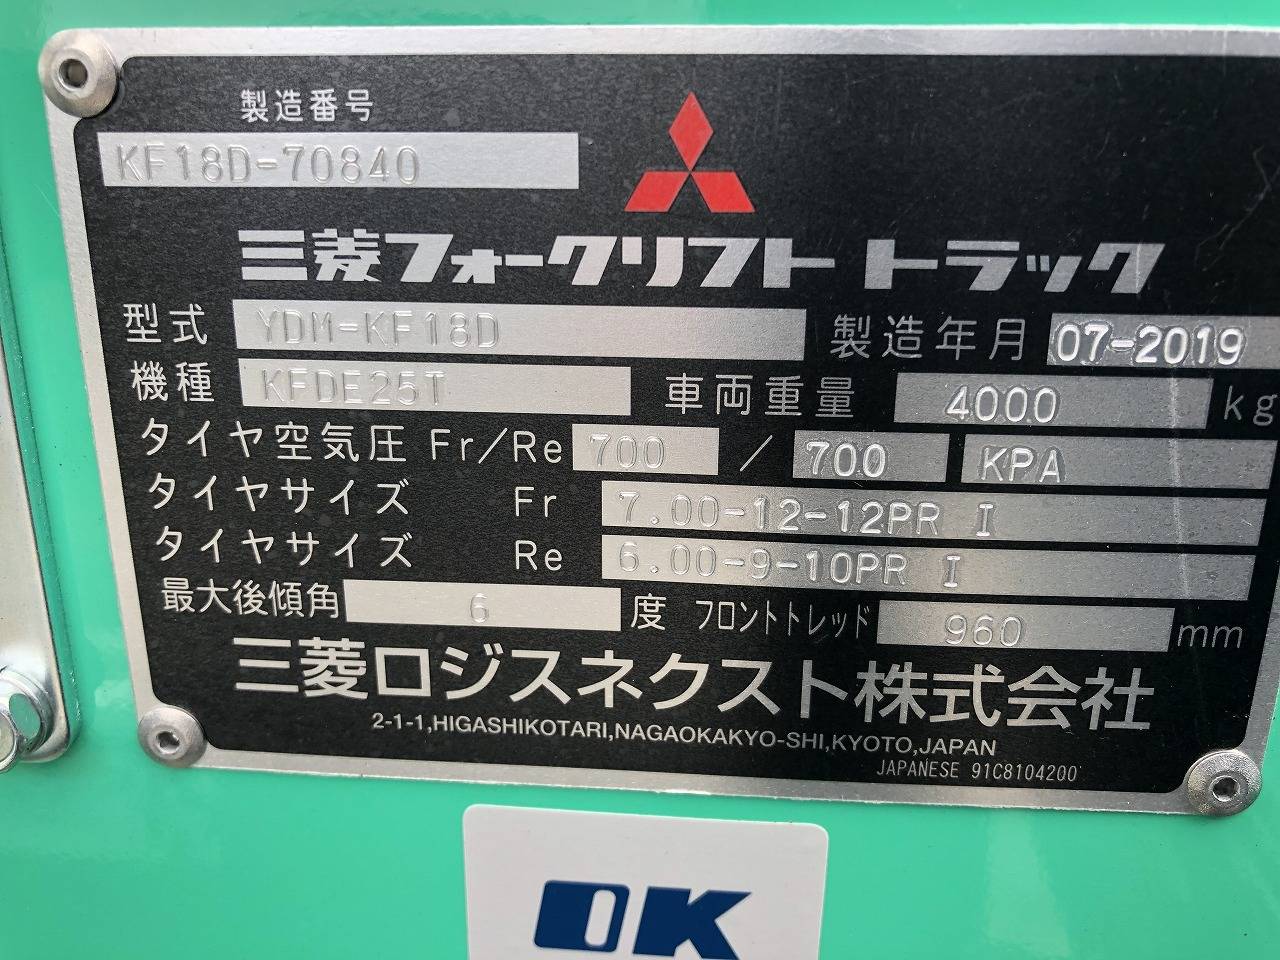 製造番号
KF18D-70840
三菱フォークリフト トラック
型式 YDM-KF18D 製造年月 07-2019
機種 KFDE25T 車両重量 4000 kg
タイヤ空気圧 Fr/Re 700 / 700 KPA
タイヤサイズ Fr 7.00-12-12PR I
タイヤサイズ Re 6.00-9-10PR I
最大後傾角 6 度 フロントトレッド 960 mm
三菱ロジスネクスト株式会社
2-1-1,HIGASHIKOTARI,NAGAOKAKYO-SHI,KYOTO,JAPAN
JAPANESE 91C8104200
OK